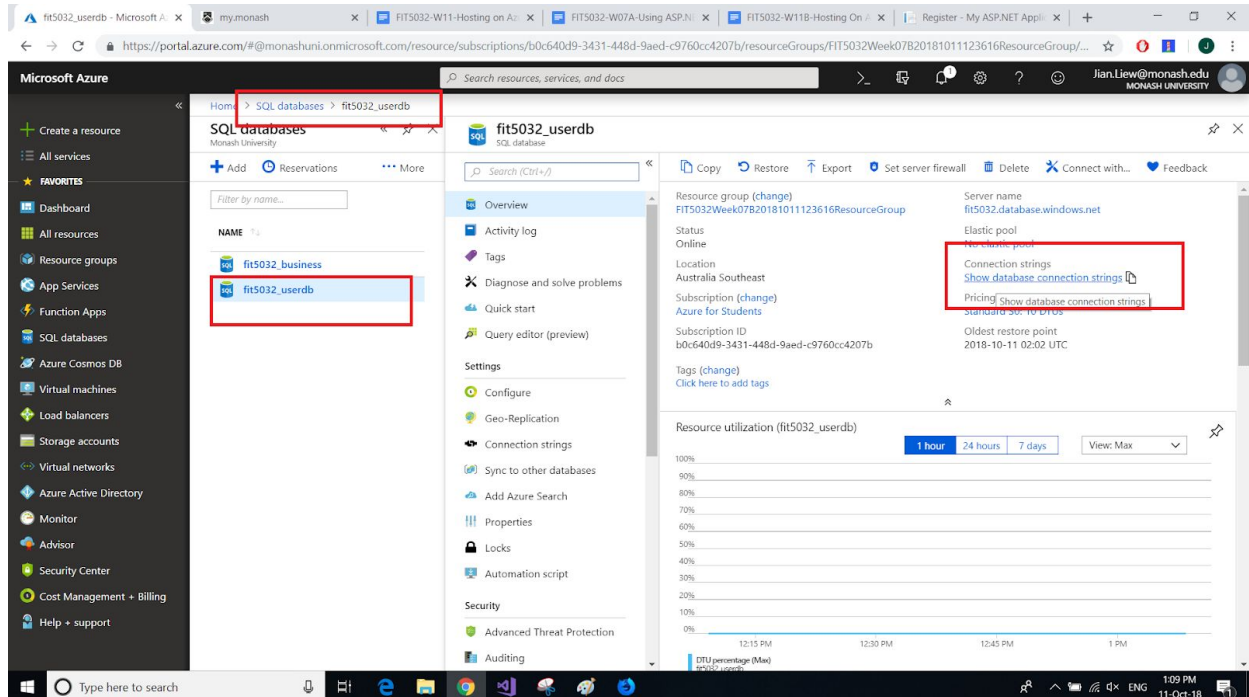 fit5032_userdb - Microsoft A
my.monash
FIT5032-W11-Hosting on Az
FIT5032-W07A-Using ASP.N
FIT5032-W11B-Hosting On A
Register - My ASP.NET Appli
https://portal.azure.com/#@monashuni.onmicrosoft.com/resource/subscriptions/b0c640d9-3431-448d-9aed-c9760cc4207b/resourceGroups/FIT5032Week07B20181011123616ResourceGroup/...
Microsoft Azure
Search resources, services, and docs
1
Jian.Liew@monash.edu
MONASH UNIVERSITY
Create a resource
All services
FAVORITES
Dashboard
All resources
Resource groups
App Services
Function Apps
SQL databases
Azure Cosmos DB
Virtual machines
Load balancers
Storage accounts
Virtual networks
Azure Active Directory
Monitor
Advisor
Security Center
Cost Management + Billing
Help + support
Home > SQL databases > fit5032_userdb
SQL databases
Monash University
Add Reservations ••• More
Filter by name...
NAME
fit5032_business
fit5032_userdb
fit5032_userdb
SQL database
Search (Ctrl+/)
Overview
Activity log
Tags
Diagnose and solve problems
Quick start
Query editor (preview)
Settings
Configure
Geo-Replication
Connection strings
Sync to other databases
Add Azure Search
Properties
Locks
Automation script
Security
Advanced Threat Protection
Auditing
Copy Restore Export Set server firewall Delete Connect with... Feedback
Resource group (change)
FIT5032Week07B20181011123616ResourceGroup
Status
Online
Location
Australia Southeast
Subscription (change)
Azure for Students
Subscription ID
b0c640d9-3431-448d-9aed-c9760cc4207b
Tags (change)
Click here to add tags
Server name
fit5032.database.windows.net
Elastic pool
No elastic pool
Connection strings
Show database connection strings
Pricing
Show database connection strings
Standard S0: 10 DTUs
Oldest restore point
2018-10-11 02:02 UTC
Resource utilization (fit5032_userdb)
1 hour 24 hours 7 days View: Max
100%
90%
80%
70%
60%
50%
40%
30%
20%
10%
0%
12:15 PM 12:30 PM 12:45 PM 1 PM
DTU percentage (Max)
fit5032_userdb
Type here to search
ENG
1:09 PM
11-Oct-18